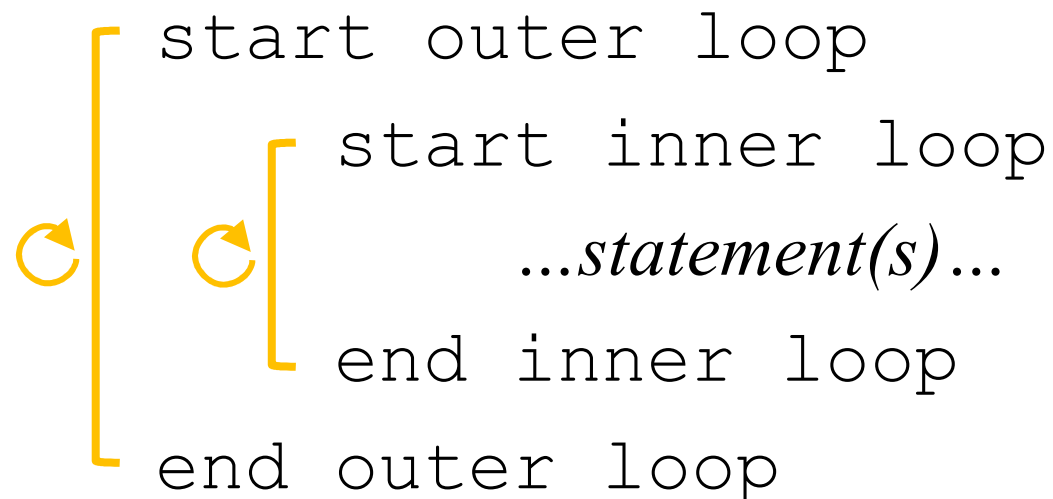 start outer loop
start inner loop
...statement(s)...
end inner loop
end outer loop